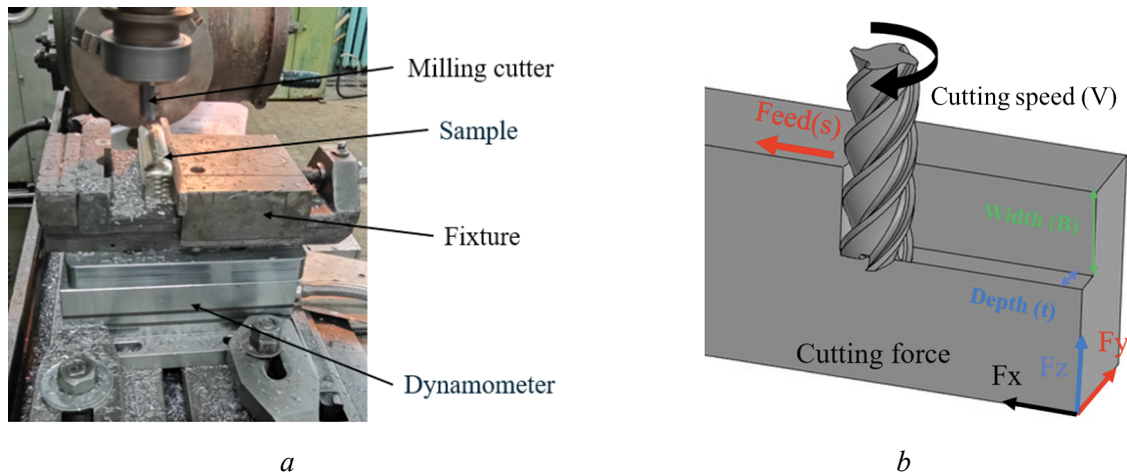 Milling cutter
Sample
Fixture
Dynamometer
a
Cutting speed (V)
Feed(s)
Width (B)
Depth (t)
Cutting force
Fx
Fz
Fy
b